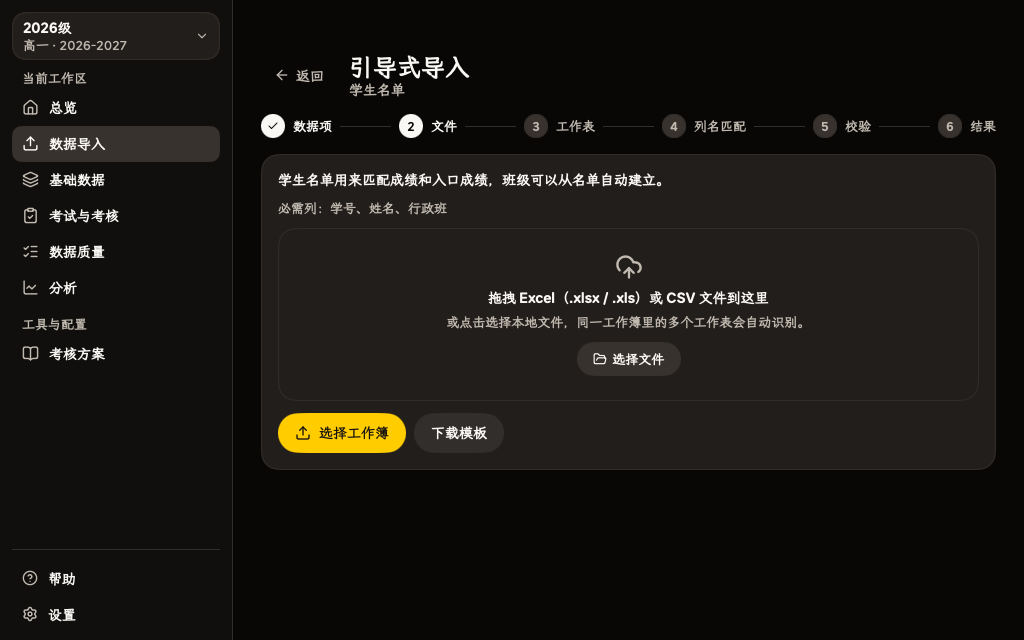 2026级
高一 · 2026-2027
当前工作区
总览
数据导入
基础数据
考试与考核
数据质量
分析
工具与配置
考核方案
帮助
设置
返回
引导式导入
学生名单
数据项
2 文件
3 工作表
4 列名匹配
5 校验
6 结果
学生名单用来匹配成绩和入口成绩，班级可以从名单自动建立。
必需列：学号、姓名、行政班
拖拽 Excel（.xlsx / .xls）或 CSV 文件到这里
或点击选择本地文件，同一工作簿里的多个工作表会自动识别。
选择文件
选择工作簿
下载模板